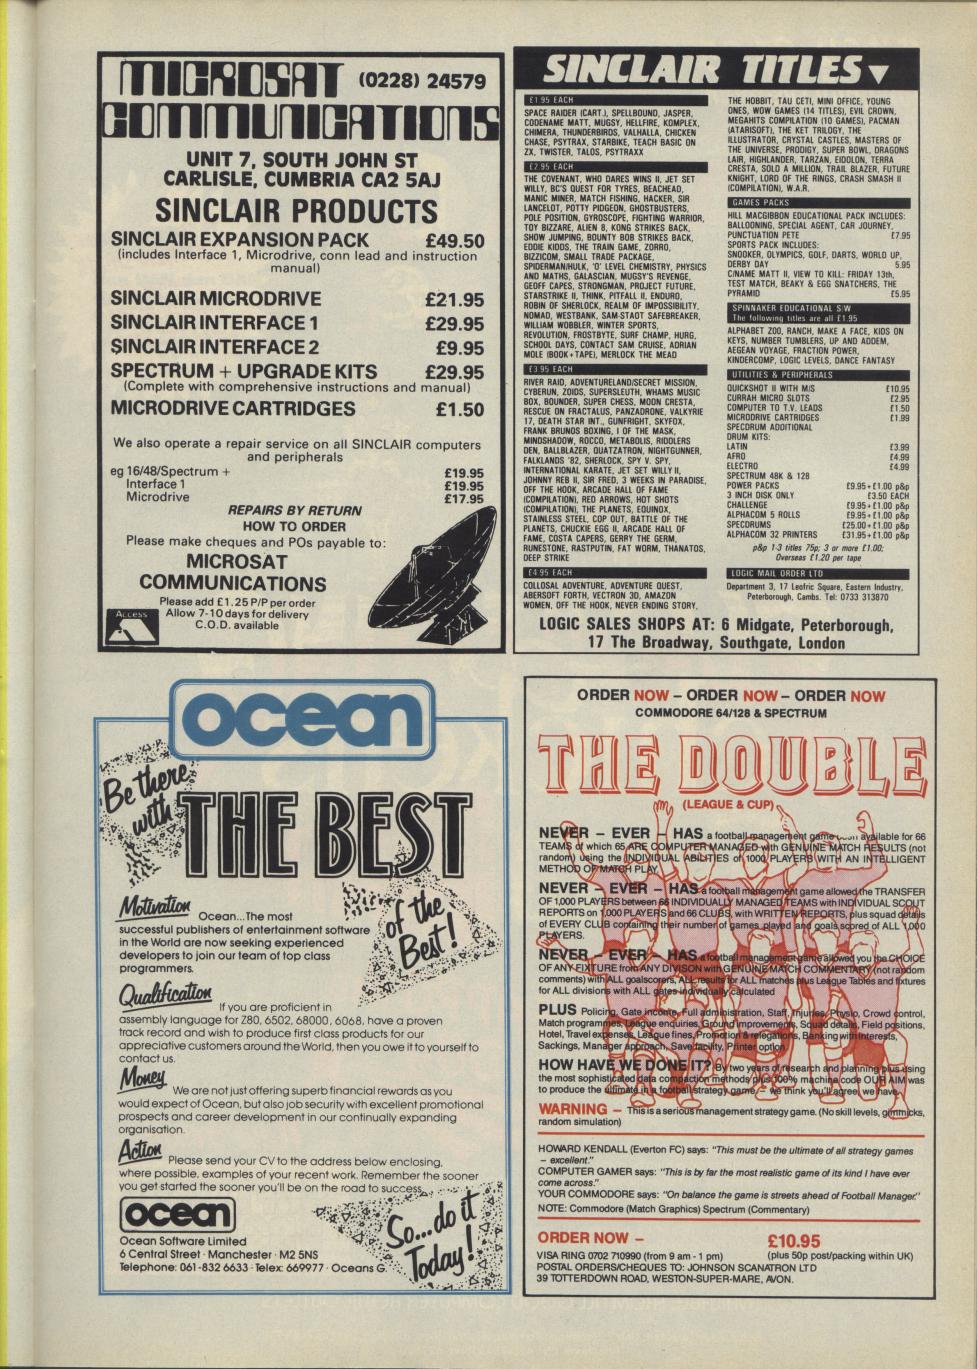 MICROSAT (0228) 24579
COMMUNICATIONS
UNIT 7, SOUTH JOHN ST
CARLISLE, CUMBRIA CA2 5AJ
SINCLAIR PRODUCTS
SINCLAIR EXPANSION PACK £49.50
(includes Interface 1, Microdrive, conn lead and instruction
manual)
SINCLAIR MICRODRIVE £21.95
SINCLAIR INTERFACE 1 £29.95
SINCLAIR INTERFACE 2 £9.95
SPECTRUM + UPGRADE KITS £29.95
(Complete with comprehensive instructions and manual)
MICRODRIVE CARTRIDGES £1.50
We also operate a repair service on all SINCLAIR computers
and peripherals
eg 16/48/Spectrum + £19.95
Interface 1 £19.95
Microdrive £17.95
REPAIRS BY RETURN
HOW TO ORDER
Please make cheques and POs payable to:
MICROSAT
COMMUNICATIONS
Please add £1.25 P/P per order
Allow 7-10 days for delivery
C.O.D. available
Access
SINCLAIR TITLES
£1.95 EACH
SPACE RAIDER (CART.), SPELLBOUND, JASPER,
CODENAME MATT, MUGSY, HELLFIRE, KOMPLEX,
CHIMERA, THUNDERBIRDS, VALHALLA, CHICKEN
CHASE, PSYTRAX, STARBIKE, TEACH BASIC ON
ZX, TWISTER, TALOS, PSYTRAXX
£2.95 EACH
THE COVENANT, WHO DARES WINS II, JET SET
WILLY, BC'S QUEST FOR TYRES, BEACHEAD,
MANIC MINER, MATCH FISHING, HACKER, SIR
LANCELOT, POTTY PIDGEON, GHOSTBUSTERS,
POLE POSITION, GYROSCOPE, FIGHTING WARRIOR,
TOY BIZZARE, ALIEN 8, KONG STRIKES BACK,
SHOW JUMPING, BOUNTY BOB STRIKES BACK,
EDDIE KIDDS, THE TRAIN GAME, ZORRO,
BIZZICOM, SMALL TRADE PACKAGE,
SPIDERMAN/HULK, 'O' LEVEL CHEMISTRY, PHYSICS
AND MATHS, GALASCIAN, MUGSY'S REVENGE,
GEOFF CAPES, STRONGMAN, PROJECT FUTURE,
STARSTRIKE II, THINK, PITFALL II, ENDURO,
ROBIN OF SHERLOCK, REALM OF IMPOSSIBILITY,
NOMAD, WESTBANK, SAM-STAOT SAFEBREAKER,
WILLIAM WOBBLER, WINTER SPORTS,
REVOLUTION, FROSTBYTE, SURF CHAMP, HURG,
SCHOOL DAYS, CONTACT SAM CRUISE, ADRIAN
MOLE (BOOK+TAPE), MERLOCK THE MEAD
£3.95 EACH
RIVER RAID, ADVENTURELAND/SECRET MISSION,
CYBERUN, ZOIDS, SUPERSLEUTH, WHAMS MUSIC
BOX, BOUNDER, SUPER CHESS, MOON CRESTA,
RESCUE ON FRACTALUS, PANZADRONE, VALKYRIE
17, DEATH STAR INT., GUNFRIGHT, SKYFOX,
FRANK BRUNOS BOXING, I OF THE MASK,
MINDSHADOW, ROCCO, METABOLIS, RIDDLERS
DEN, BALLBLAZER, QUATZATRON, NIGHTGUNNER,
FALKLANDS '82, SHERLOCK, SPY V. SPY,
INTERNATIONAL KARATE, JET SET WILLY II,
JOHNNY REB II, SIR FRED, 3 WEEKS IN PARADISE,
OFF THE HOOK, ARCADE HALL OF FAME
(COMPILATION), RED ARROWS, HOT SHOTS
(COMPILATION), THE PLANETS, EQUINOX,
STAINLESS STEEL, COP OUT, BATTLE OF THE
PLANETS, CHUCKIE EGG II, ARCADE HALL OF
FAME, COSTA CAPERS, GERRY THE GERM,
RUNESTONE, RASTPUTIN, FAT WORM, THANATOS,
DEEP STRIKE
£4.95 EACH
COLLOSAL ADVENTURE, ADVENTURE QUEST,
ABERSOFT FORTH, VECTRON 3D, AMAZON
WOMEN, OFF THE HOOK, NEVER ENDING STORY,
THE HOBBIT, TAU CETI, MINI OFFICE, YOUNG
ONES, WOW GAMES (14 TITLES), EVIL CROWN,
MEGAHITS COMPILATION (10 GAMES), PACMAN
(ATARISOFT), THE KET TRILOGY, THE
ILLUSTRATOR, CRYSTAL CASTLES, MASTERS OF
THE UNIVERSE, PRODIGY, SUPER BOWL, DRAGONS
LAIR, HIGHLANDER, TARZAN, EIDOLON, TERRA
CRESTA, SOLD A MILLION, TRAIL BLAZER, FUTURE
KNIGHT, LORD OF THE RINGS, CRASH SMASH II
(COMPILATION), W.A.R.
GAMES PACKS
HILL MACGIBBON EDUCATIONAL PACK INCLUDES:
BALLOONING, SPECIAL AGENT, CAR JOURNEY,
PUNCTUATION PETE £7.95
SPORTS PACK INCLUDES:
SNOOKER, OLYMPICS, GOLF, DARTS, WORLD UP,
DERBY DAY 5.95
C/NAME MATT II, VIEW TO KILL: FRIDAY 13th,
TEST MATCH, BEAKY & EGG SNATCHERS, THE
PYRAMID £5.95
SPINNAKER EDUCATIONAL S/W
The following titles are all £1.95
ALPHABET ZOO, RANCH, MAKE A FACE, KIDS ON
KEYS, NUMBER TUMBLERS, UP AND ADDEM,
AEGEAN VOYAGE, FRACTION POWER,
KINDERCOMP, LOGIC LEVELS, DANCE FANTASY
UTILITIES & PERIPHERALS
QUICKSHOT II WITH M/S £10.95
CURRAH MICRO SLOTS £2.95
COMPUTER TO T.V. LEADS £1.50
MICRODRIVE CARTRIDGES £1.99
SPECDRUM ADDITIONAL
DRUM KITS:
LATIN £3.99
AFRO £4.99
ELECTRO £4.99
SPECTRUM 48K & 128
POWER PACKS £9.95+£1.00 p&p
3 INCH DISK ONLY £3.50 EACH
CHALLENGE £9.95+£1.00 p&p
ALPHACOM 5 ROLLS £9.95+£1.00 p&p
SPECDRUMS £25.00+£1.00 p&p
ALPHACOM 32 PRINTERS £31.95+£1.00 p&p
p&p 1-3 titles 75p; 3 or more £1.00;
Overseas £1.20 per tape
LOGIC MAIL ORDER LTD
Department 3, 17 Leofric Square, Eastern Industry,
Peterborough, Cambs. Tel: 0733 313870
LOGIC SALES SHOPS AT: 6 Midgate, Peterborough,
17 The Broadway, Southgate, London
ocean
Be there
with
THE BEST
of the
Best!
Motivation Ocean...The most
successful publishers of entertainment software
in the World are now seeking experienced
developers to join our team of top class
programmers.
Qualification If you are proficient in
assembly language for Z80, 6502, 68000, 6068, have a proven
track record and wish to produce first class products for our
appreciative customers around the World, then you owe it to yourself to
contact us.
Money We are not just offering superb financial rewards as you
would expect of Ocean, but also job security with excellent promotional
prospects and career development in our continually expanding
organisation.
Action Please send your CV to the address below enclosing,
where possible, examples of your recent work. Remember the sooner
you get started the sooner you'll be on the road to success.
ocean
Ocean Software Limited
6 Central Street · Manchester · M2 5NS
Telephone: 061-832 6633 · Telex: 669977 · Oceans G.
So...do it
Today!
ORDER NOW – ORDER NOW – ORDER NOW
COMMODORE 64/128 & SPECTRUM
THE DOUBLE
(LEAGUE & CUP)
NEVER – EVER – HAS a football management game been available for 66
TEAMS of which 65 ARE COMPUTER MANAGED with GENUINE MATCH RESULTS (not
random) using the INDIVIDUAL ABILITIES of 1000 PLAYERS WITH AN INTELLIGENT
METHOD OF MATCH PLAY.
NEVER – EVER – HAS a football management game allowed the TRANSFER
OF 1,000 PLAYERS between 66 INDIVIDUALLY MANAGED TEAMS with INDIVIDUAL SCOUT
REPORTS on 1,000 PLAYERS and 66 CLUBS, with WRITTEN REPORTS, plus squad details
of EVERY CLUB containing their number of games played and goals scored of ALL 1,000
PLAYERS.
NEVER – EVER – HAS a football management game allowed you the CHOICE
OF ANY FIXTURE from ANY DIVISON with GENUINE MATCH COMMENTARY (not random
comments) with ALL goalscorers, ALL results for ALL matches plus League Tables and fixtures
for ALL divisions with ALL gates individually calculated
PLUS Policing, Gate income, Full administration, Staff, Injuries, Physio, Crowd control,
Match programmes, League enquiries, Ground improvements, Squad details, Field positions,
Hotel, Travel expenses, League fines, Promotion & relegations, Banking with interests,
Sackings, Manager approach, Save facility, Printer option.
HOW HAVE WE DONE IT? By two years of research and planning plus using
the most sophisticated data compaction methods plus 100% machine code OUR AIM was
to produce the ultimate in a football strategy game, – we think you'll agree, we have.
WARNING – This is a serious management strategy game. (No skill levels, gimmicks,
random simulation)
HOWARD KENDALL (Everton FC) says: "This must be the ultimate of all strategy games
– excellent."
COMPUTER GAMER says: "This is by far the most realistic game of its kind I have ever
come across."
YOUR COMMODORE says: "On balance the game is streets ahead of Football Manager."
NOTE: Commodore (Match Graphics) Spectrum (Commentary)
ORDER NOW – £10.95
VISA RING 0702 710990 (from 9 am - 1 pm) (plus 50p post/packing within UK)
POSTAL ORDERS/CHEQUES TO: JOHNSON SCANATRON LTD
39 TOTTERDOWN ROAD, WESTON-SUPER-MARE, AVON.